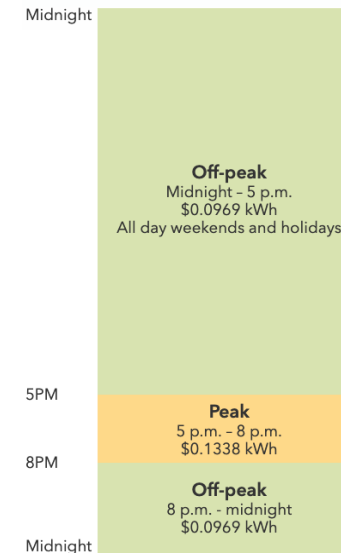 Midnight
Off-peak
Midnight – 5 p.m.
$0.0969 kWh
All day weekends and holidays
5PM
Peak
5 p.m. – 8 p.m.
$0.1338 kWh
8PM
Off-peak
8 p.m. - midnight
$0.0969 kWh
Midnight